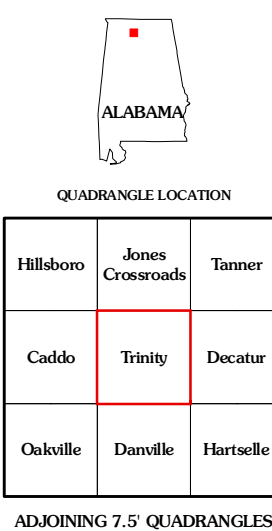 ALABAMA
QUADRANGLE LOCATION
Hillsboro
Jones
Crossroads
Tanner
Caddo
Trinity
Decatur
Oakville
Danville
Hartselle
ADJOINING 7.5' QUADRANGLES